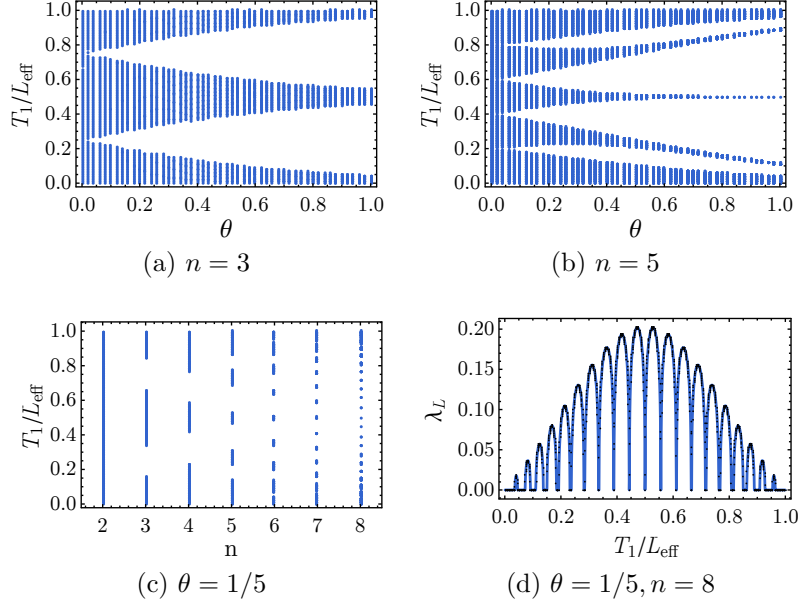 1.0
0.8
0.6
0.4
0.2
0.0
T₁/L_eff
0.0 0.2 0.4 0.6 0.8 1.0
θ
(a) n = 3
1.0
0.8
0.6
0.4
0.2
0.0
T₁/L_eff
0.0 0.2 0.4 0.6 0.8 1.0
θ
(b) n = 5
1.0
0.8
0.6
0.4
0.2
0.0
T₁/L_eff
2 3 4 5 6 7 8
n
(c) θ = 1/5
0.20
0.15
0.10
0.05
0.00
λ_L
0.0 0.2 0.4 0.6 0.8 1.0
T₁/L_eff
(d) θ = 1/5, n = 8